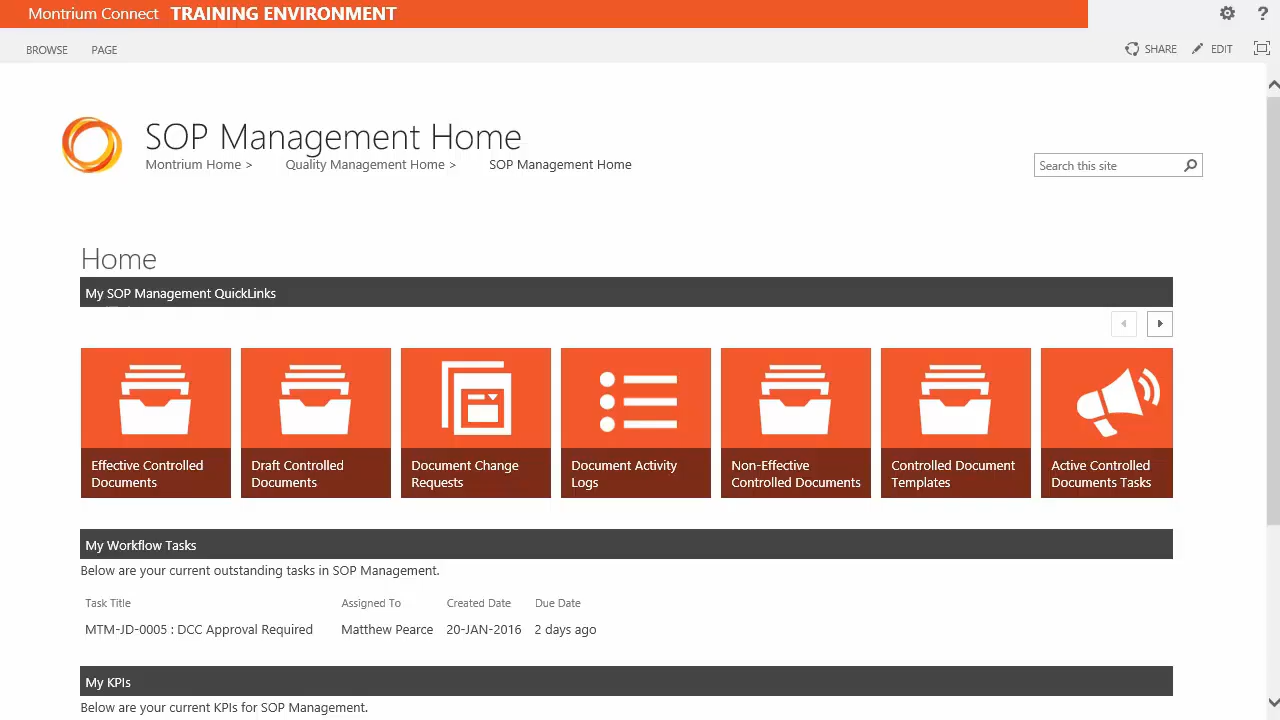 Montrium Connect TRAINING ENVIRONMENT
?
BROWSE PAGE SHARE EDIT
SOP Management Home
Montrium Home > Quality Management Home > SOP Management Home
Search this site
Home
My SOP Management QuickLinks
Effective Controlled
Documents
Draft Controlled
Documents
Document Change
Requests
Document Activity
Logs
Non-Effective
Controlled Documents
Controlled Document
Templates
Active Controlled
Documents Tasks
My Workflow Tasks
Below are your current outstanding tasks in SOP Management.
Task Title Assigned To Created Date Due Date
MTM-JD-0005 : DCC Approval Required Matthew Pearce 20-JAN-2016 2 days ago
My KPIs
Below are your current KPIs for SOP Management.